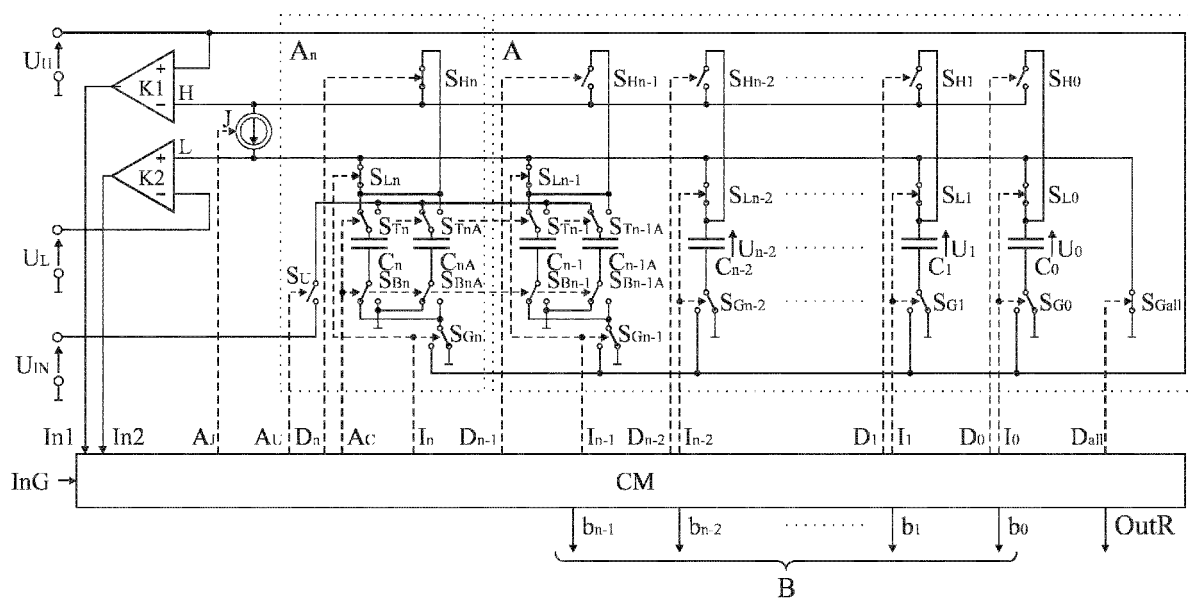 An A
UH
K1 + −
H
SHn SHn-1 SHn-2 SH1 SH0
J
L
K2 + −
SLn SLn-1 SLn-2 SL1 SL0
UL
STn STnA STn-1 STn-1A
Cn CnA Cn-1 Cn-1A Cn-2 Un-2 C1 U1 C0 U0
SU SBn SBnA SBn-1 SBn-1A
SGn SGn-1 SGn-2 SG1 SG0 SGall
UIN
In1 In2 AJ AU Dn AC In Dn-1 In-1 Dn-2 In-2 D1 I1 D0 I0 Dall
InG CM
bn-1 bn-2 b1 b0 OutR
B